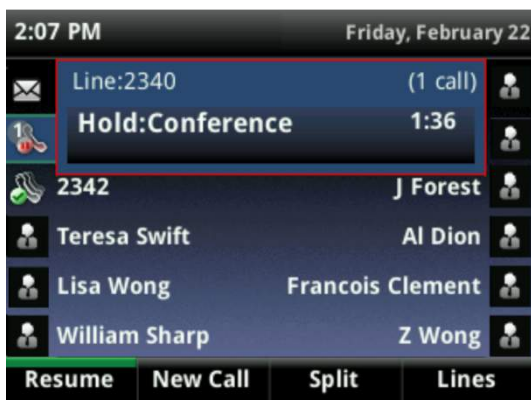 2:07 PM Friday, February 22
Line:2340 (1 call)
1 Hold:Conference 1:36
2342 J Forest
Teresa Swift Al Dion
Lisa Wong Francois Clement
William Sharp Z Wong
Resume New Call Split Lines